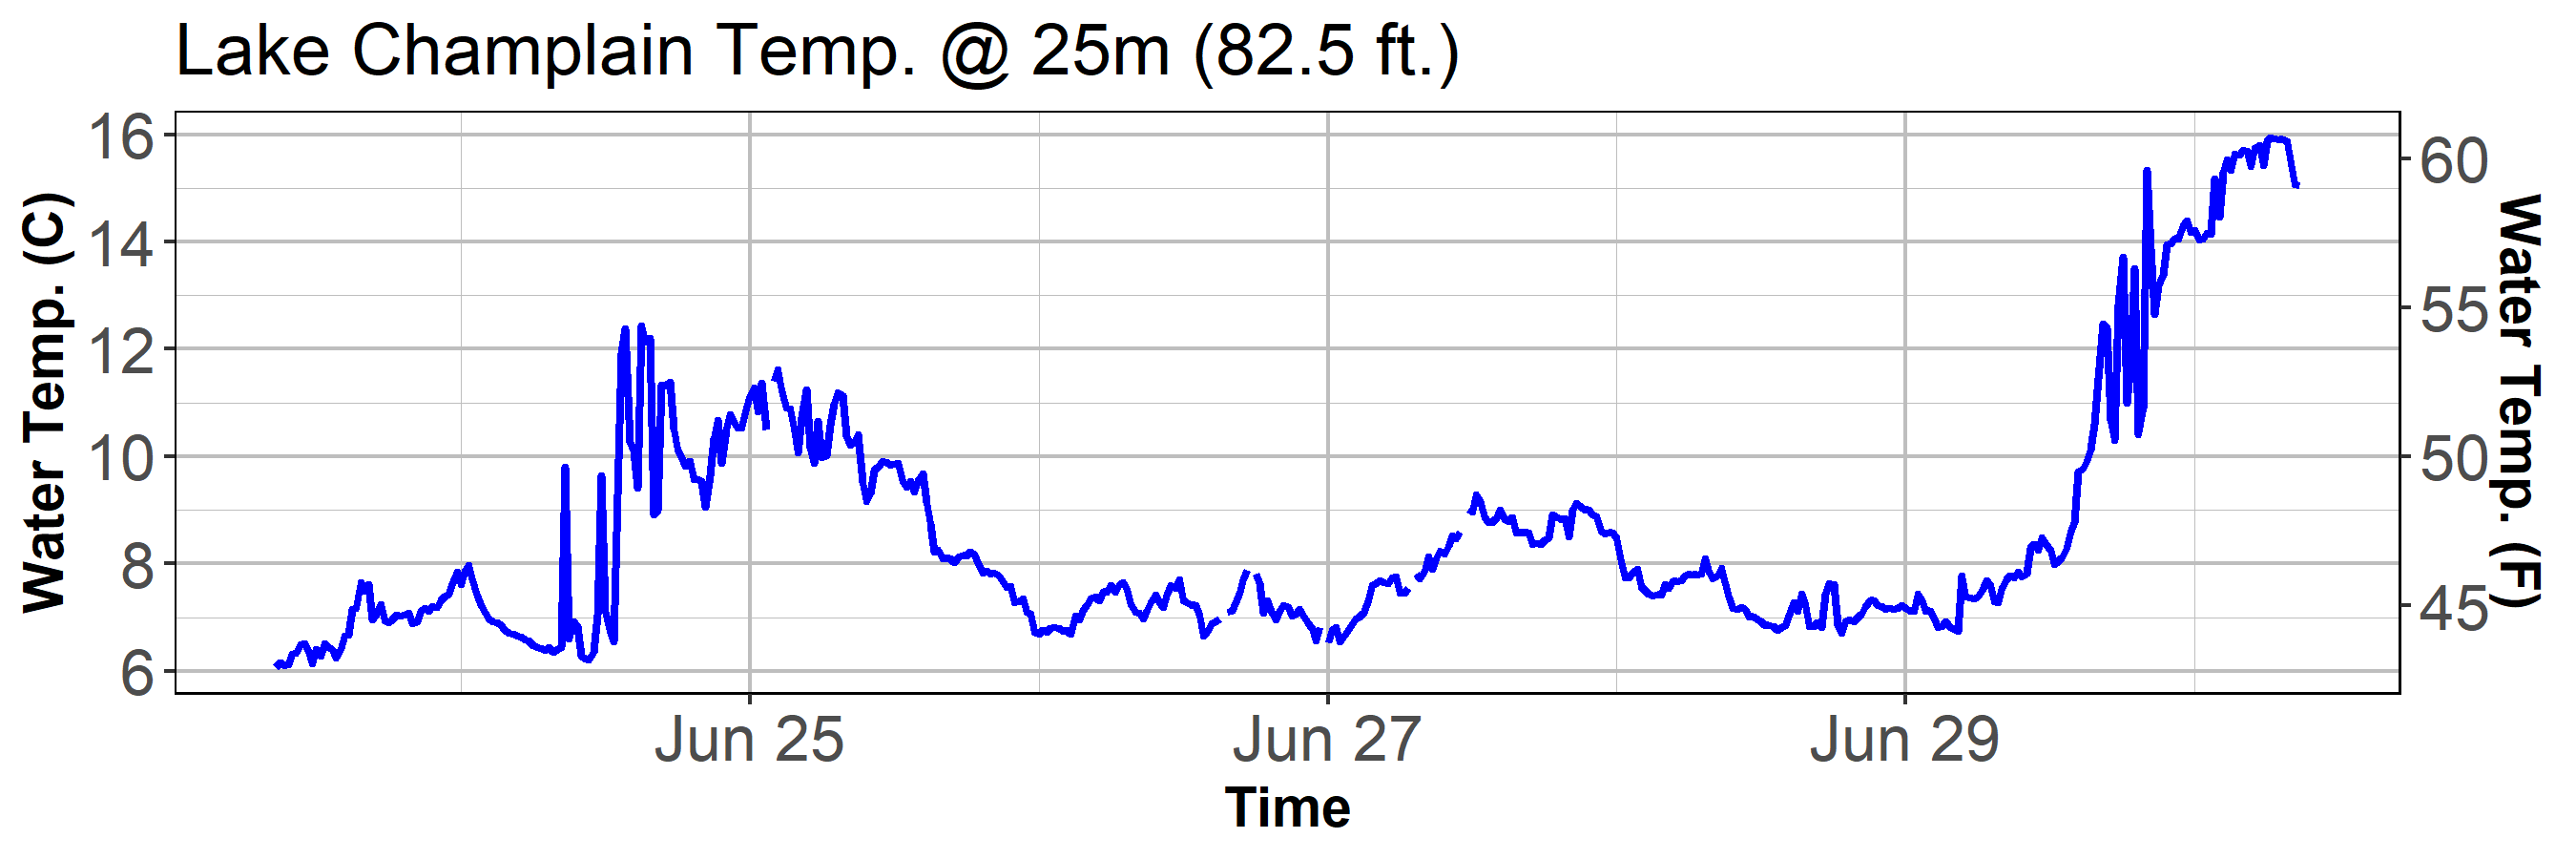 Lake Champlain Temp. @ 25m (82.5 ft.)
Water Temp. (C)
16
14
12
10
8
6
60
55
50
45
Water Temp. (F)
Jun 25 Jun 27 Jun 29
Time